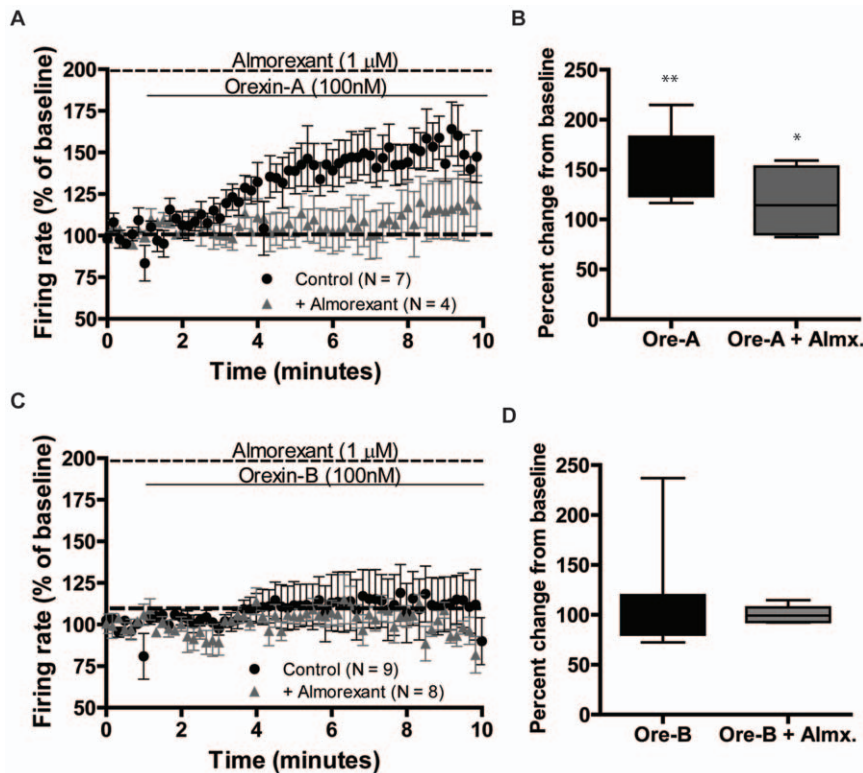 A
Almorexant (1 μM)
Orexin-A (100nM)
Firing rate (% of baseline)
200
175
150
125
100
75
50
0
2
4
6
8
10
Control (N = 7)
+ Almorexant (N = 4)
Time (minutes)
B
Percent change from baseline
250
200
150
100
50
0
**
*
Ore-A
Ore-A + Almx.
C
Almorexant (1 μM)
Orexin-B (100nM)
Firing rate (% of baseline)
200
175
150
125
100
75
50
0
2
4
6
8
10
Control (N = 9)
+ Almorexant (N = 8)
Time (minutes)
D
Percent change from baseline
250
200
150
100
50
0
Ore-B
Ore-B + Almx.